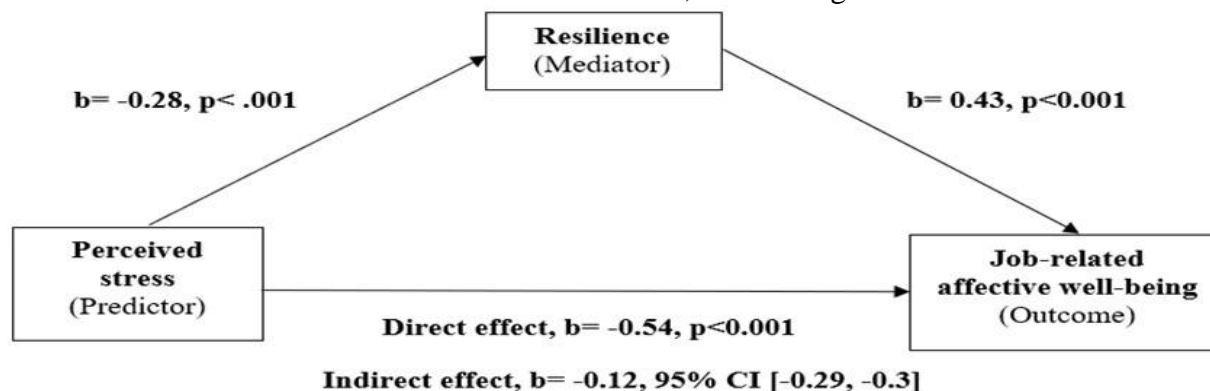 Resilience
(Mediator)
b= -0.28, p< .001
b= 0.43, p<0.001
Perceived
stress
(Predictor)
Job-related
affective well-being
(Outcome)
Direct effect, b= -0.54, p<0.001
Indirect effect, b= -0.12, 95% CI [-0.29, -0.3]